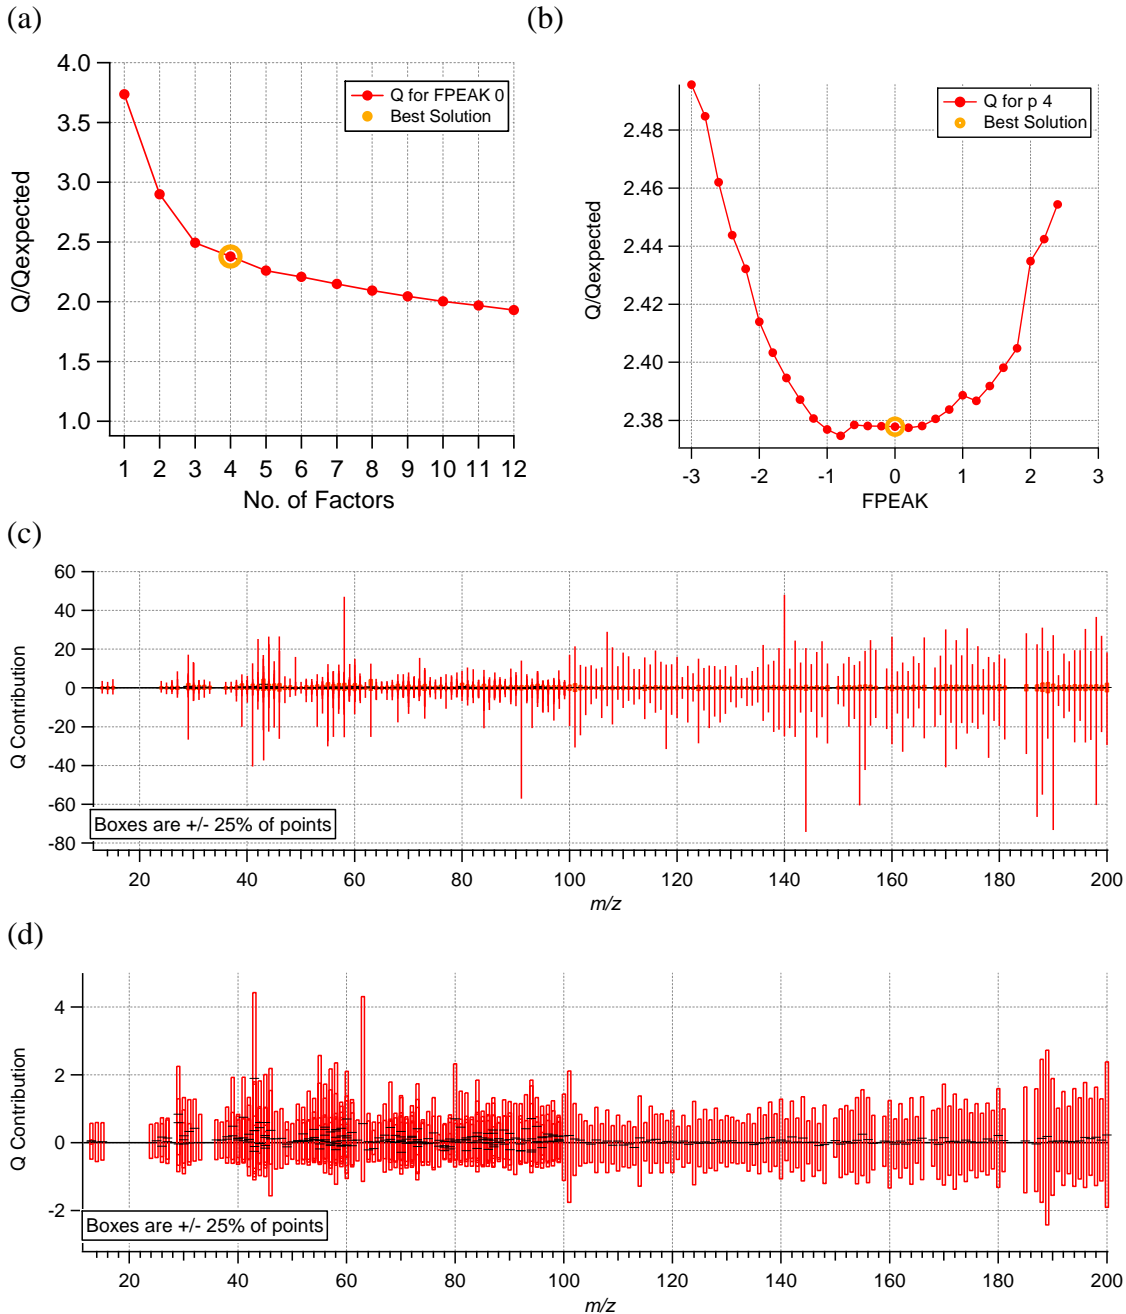 (a)
(b)
4.0
3.5
3.0
2.5
2.0
1.5
1.0
Q/Qexpected
Q for FPEAK 0
Best Solution
1 2 3 4 5 6 7 8 9 10 11 12
No. of Factors
2.48
2.46
2.44
2.42
2.40
2.38
Q/Qexpected
Q for p 4
Best Solution
-3 -2 -1 0 1 2 3
FPEAK
(c)
60
40
20
0
-20
-40
-60
-80
Q Contribution
Boxes are +/- 25% of points
20 40 60 80 100 120 140 160 180 200
m/z
(d)
4
2
0
-2
Q Contribution
Boxes are +/- 25% of points
20 40 60 80 100 120 140 160 180 200
m/z